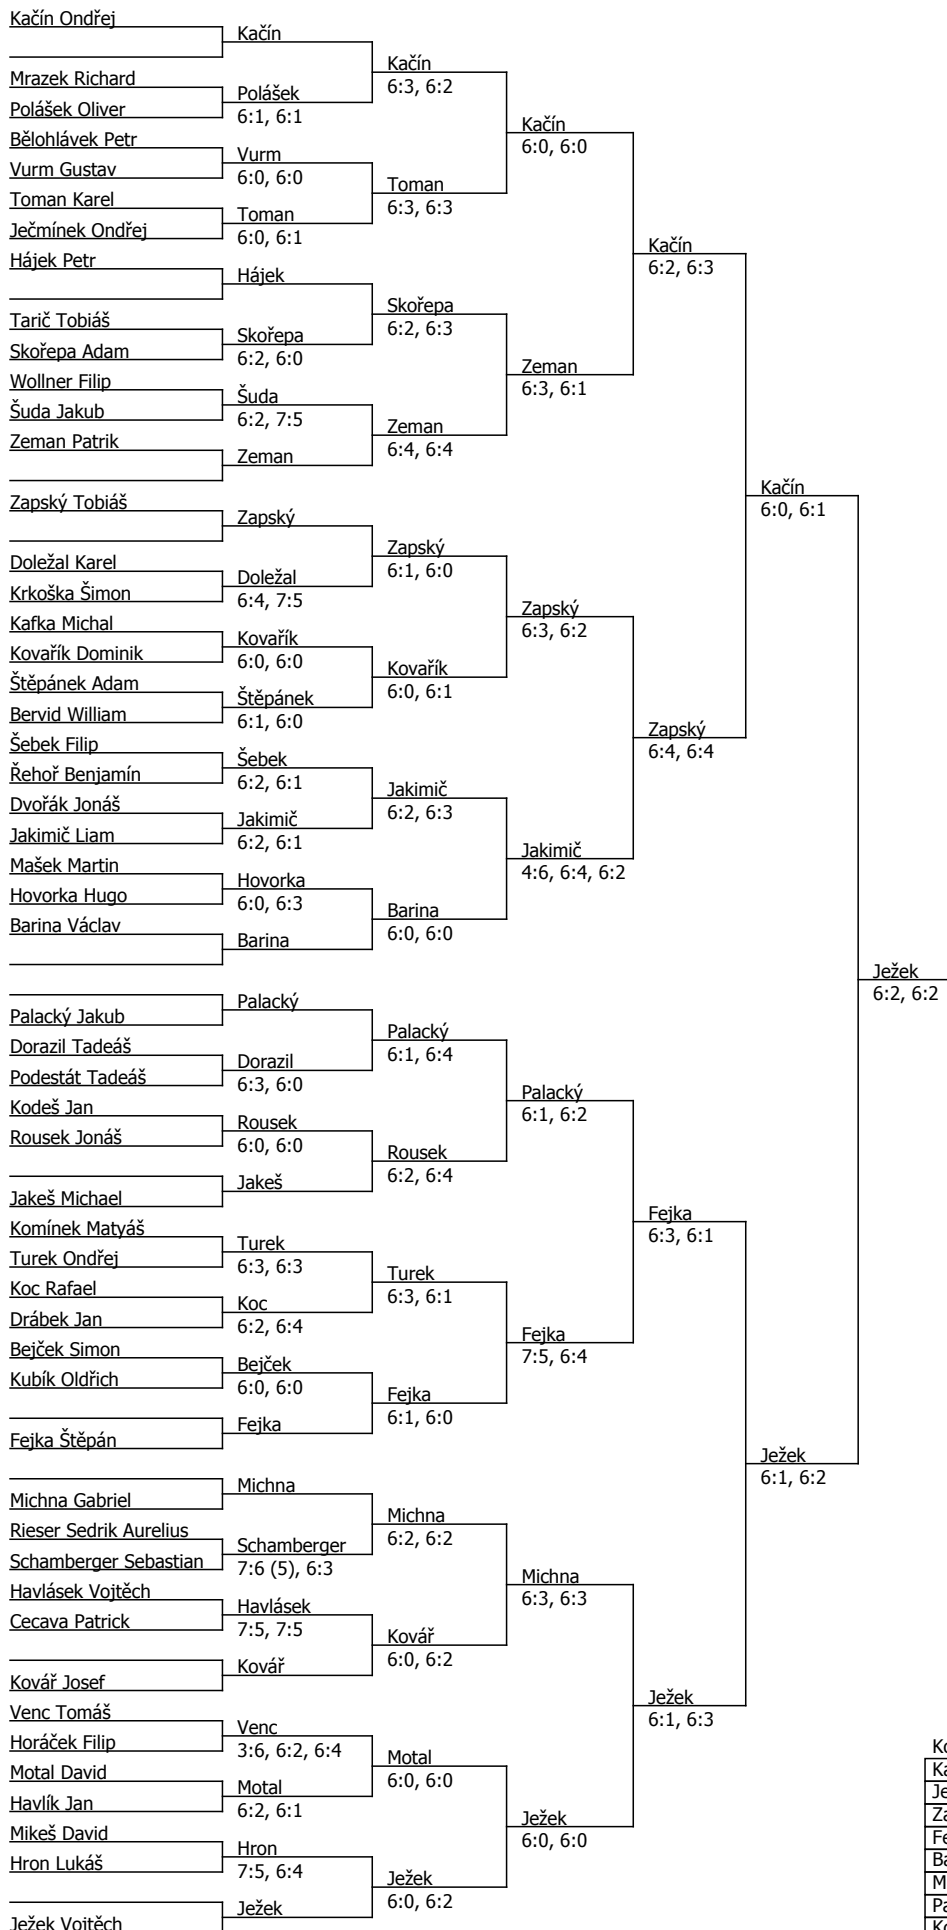 Kačín Ondřej
Kačín
Kačín
6:3, 6:2
Mrazek Richard
Polášek
Polášek Oliver
6:1, 6:1
Kačín
6:0, 6:0
Bělohlávek Petr
Vurm
Vurm Gustav
6:0, 6:0
Toman
6:3, 6:3
Toman Karel
Toman
Ječmínek Ondřej
6:0, 6:1
Kačín
6:2, 6:3
Hájek Petr
Hájek
Skořepa
6:2, 6:3
Tarič Tobiáš
Skořepa
Skořepa Adam
6:2, 6:0
Zeman
6:3, 6:1
Wollner Filip
Šuda
Šuda Jakub
6:2, 7:5
Zeman
6:4, 6:4
Zeman Patrik
Zeman
Kačín
6:0, 6:1
Zapský Tobiáš
Zapský
Zapský
6:1, 6:0
Doležal Karel
Doležal
Krkoška Šimon
6:4, 7:5
Zapský
6:3, 6:2
Kafka Michal
Kovařík
Kovařík Dominik
6:0, 6:0
Kovařík
6:0, 6:1
Štěpánek Adam
Štěpánek
Bervid William
6:1, 6:0
Zapský
6:4, 6:4
Šebek Filip
Šebek
Řehoř Benjamín
6:2, 6:1
Jakimič
6:2, 6:3
Dvořák Jonáš
Jakimič
Jakimič Liam
6:2, 6:1
Jakimič
4:6, 6:4, 6:2
Mašek Martin
Hovorka
Hovorka Hugo
6:0, 6:3
Barina
6:0, 6:0
Barina Václav
Barina
Ježek
6:2, 6:2
Palacký
Palacký Jakub
Palacký
6:1, 6:4
Dorazil Tadeáš
Dorazil
Podestát Tadeáš
6:3, 6:0
Palacký
6:1, 6:2
Kodeš Jan
Rousek
Rousek Jonáš
6:0, 6:0
Rousek
6:2, 6:4
Jakeš
Jakeš Michael
Fejka
6:3, 6:1
Komínek Matyáš
Turek
Turek Ondřej
6:3, 6:3
Turek
6:3, 6:1
Koc Rafael
Koc
Drábek Jan
6:2, 6:4
Fejka
7:5, 6:4
Bejček Simon
Bejček
Kubík Oldřich
6:0, 6:0
Fejka
6:1, 6:0
Fejka
Fejka Štěpán
Ježek
6:1, 6:2
Michna
Michna Gabriel
Michna
6:2, 6:2
Rieser Sedrik Aurelius
Schamberger
Schamberger Sebastian
7:6 (5), 6:3
Michna
6:3, 6:3
Havlásek Vojtěch
Havlásek
Cecava Patrick
7:5, 7:5
Kovář
6:0, 6:2
Kovář
Kovář Josef
Ježek
6:1, 6:3
Venc Tomáš
Venc
Horáček Filip
3:6, 6:2, 6:4
Motal
6:0, 6:0
Motal David
Motal
Havlík Jan
6:2, 6:1
Ježek
6:0, 6:0
Mikeš David
Hron
Hron Lukáš
7:5, 6:4
Ježek
6:0, 6:2
Ježek
Ježek Vojtěch